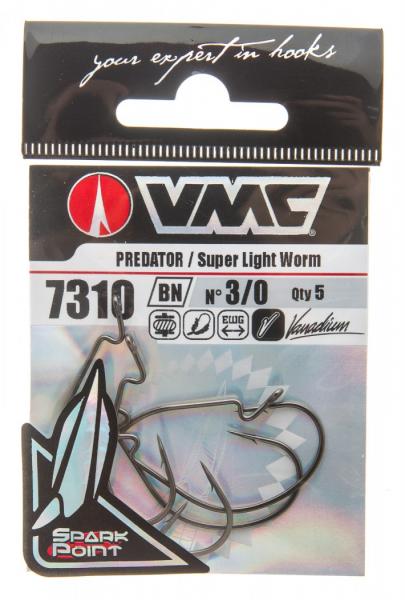 your expert in hooks
VMC
PREDATOR / Super Light Worm
7310 BN N° 3/0 Qty 5
EWG Vanadium
SPARK
POINT